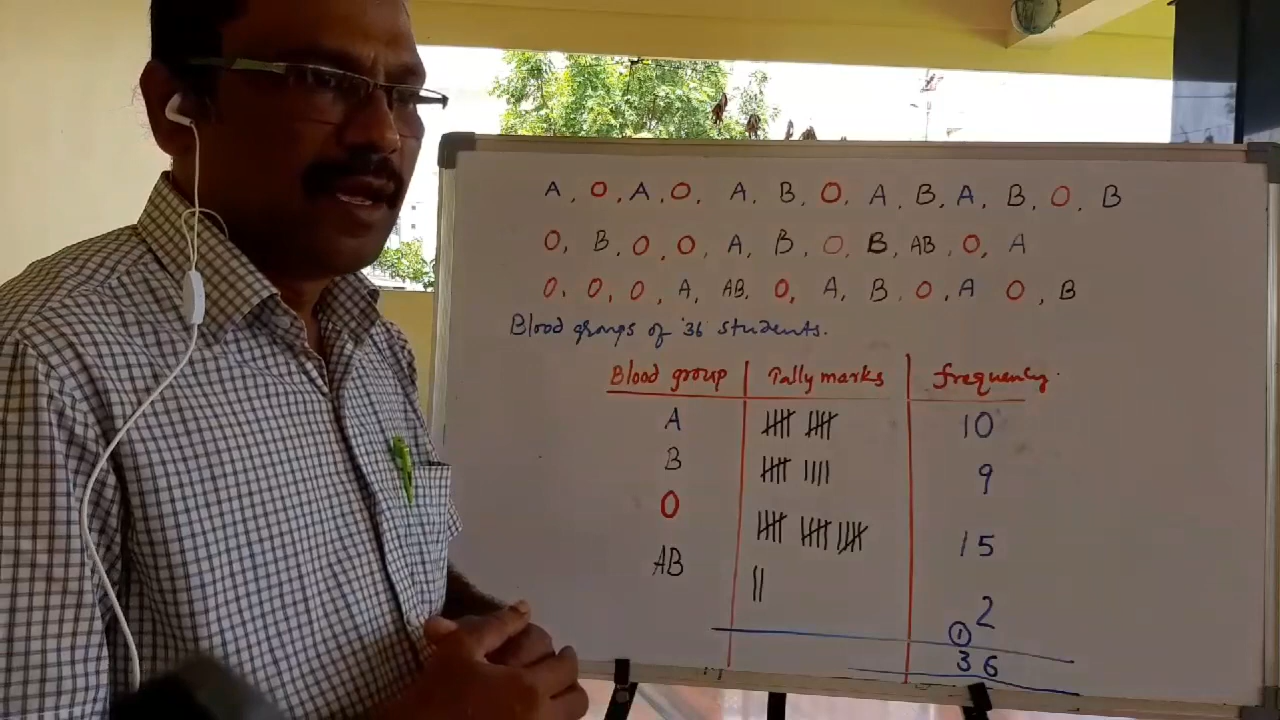 A, O, A, O, A, B, O, A, B, A, B, O, B
O, B, O, O, A, B, O, B, AB, O, A
O, O, O, A, AB, O, A, B, O, A O, B
Blood groups of '36' students.
Blood group Tally marks frequency
A 10
B 9
O 15
AB 2
1
36